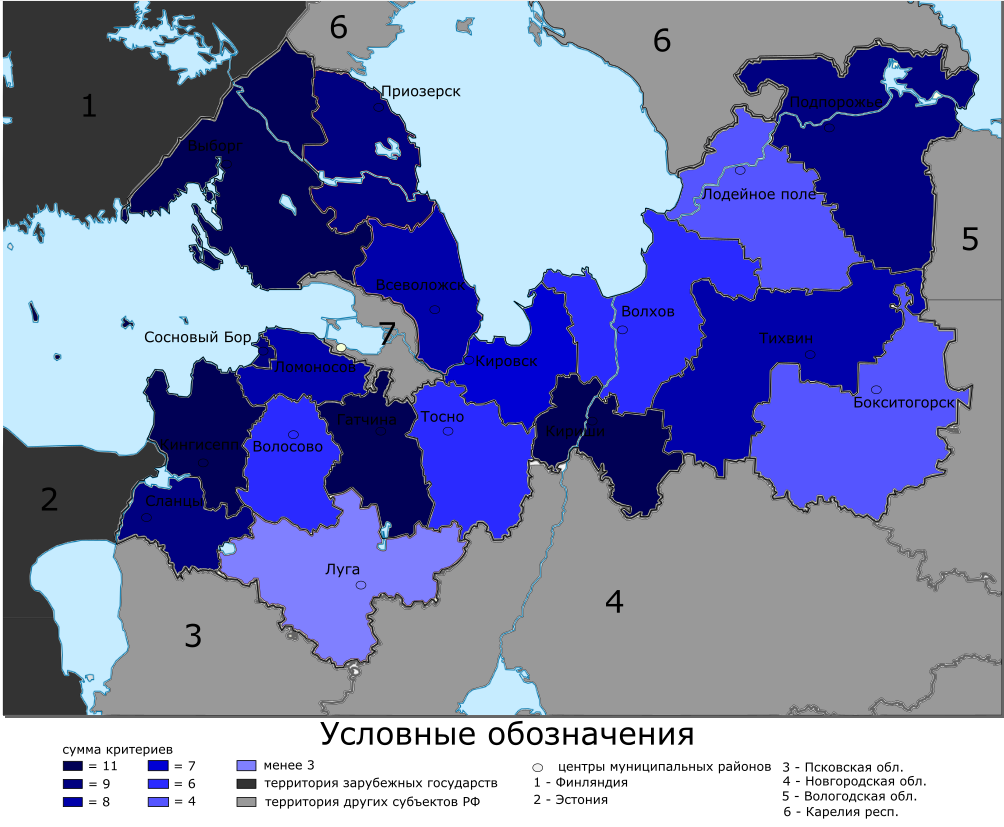 6
6
1
Приозерск
Подпорожье
Выборг
Лодейное поле
5
Всеволожск
Волхов
7
Сосновый Бор
Тихвин
Кировск
Ломоносов
Бокситогорск
Гатчина
Тосно
Кириши
Кингисепп
Волосово
2
Сланцы
Луга
4
3
Условные обозначения
сумма критериев
= 11
= 9
= 8
= 7
= 6
= 4
менее 3
территория зарубежных государств
территория других субъектов РФ
центры муниципальных районов
1 - Финляндия
2 - Эстония
3 - Псковская обл.
4 - Новгородская обл.
5 - Вологодская обл.
6 - Карелия респ.